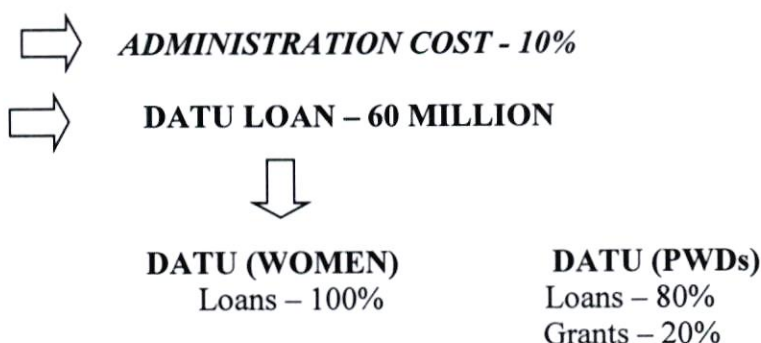 ADMINISTRATION COST - 10%
DATU LOAN – 60 MILLION
DATU (WOMEN)
Loans – 100%
DATU (PWDs)
Loans – 80%
Grants – 20%